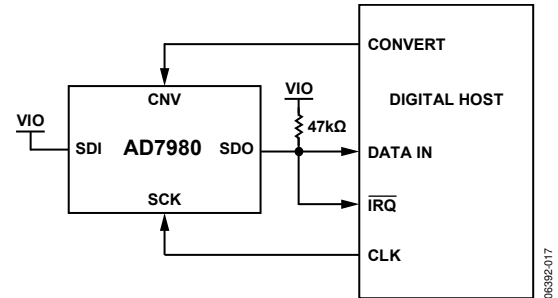 CONVERT
VIO
CNV
DIGITAL HOST
VIO
47kΩ
SDI
AD7980
SDO
DATA IN
SCK
IRQ
CLK
06392-017